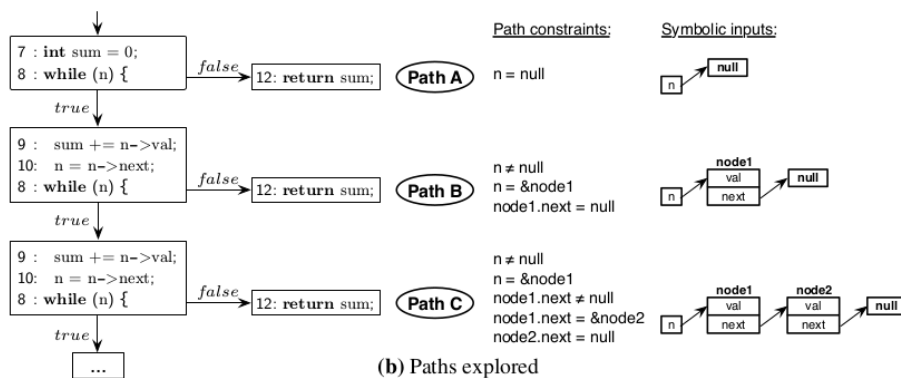 Path constraints: Symbolic inputs:
7 : int sum = 0;
8 : while (n) {
false
12: return sum;
Path A
n = null
n
null
true
9 : sum += n->val;
10: n = n->next;
8 : while (n) {
false
12: return sum;
Path B
n ≠ null
n = &node1
node1.next = null
node1
n
val
next
null
true
9 : sum += n->val;
10: n = n->next;
8 : while (n) {
false
12: return sum;
Path C
n ≠ null
n = &node1
node1.next ≠ null
node1.next = &node2
node2.next = null
node1 node2
n
val
next
val
next
null
true
...
(b) Paths explored